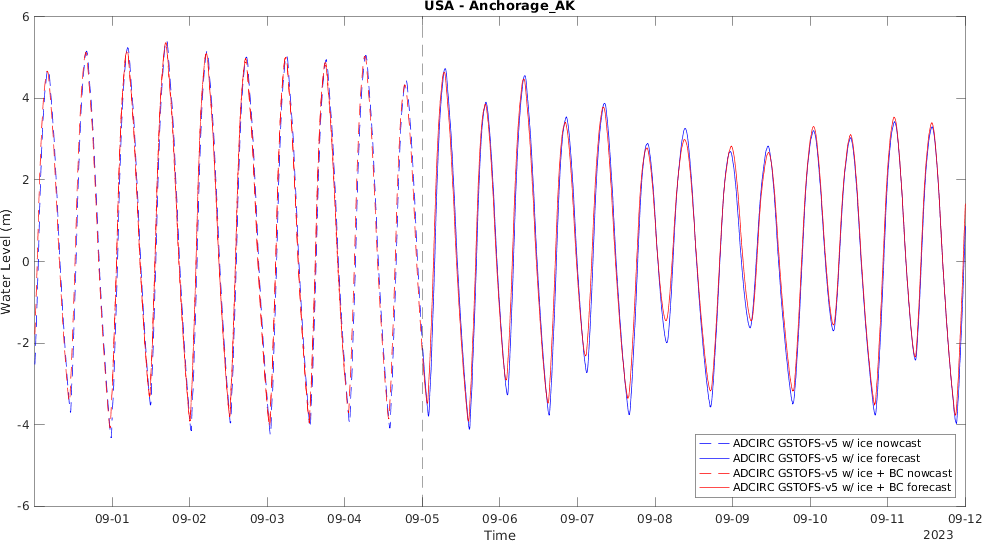 USA - Anchorage_AK
6
4
2
0
-2
-4
-6
Water Level (m)
09-01
09-02
09-03
09-04
09-05
09-06
09-07
09-08
09-09
09-10
09-11
09-12
Time
2023
ADCIRC GSTOFS-v5 w/ ice nowcast
ADCIRC GSTOFS-v5 w/ ice forecast
ADCIRC GSTOFS-v5 w/ ice + BC nowcast
ADCIRC GSTOFS-v5 w/ ice + BC forecast